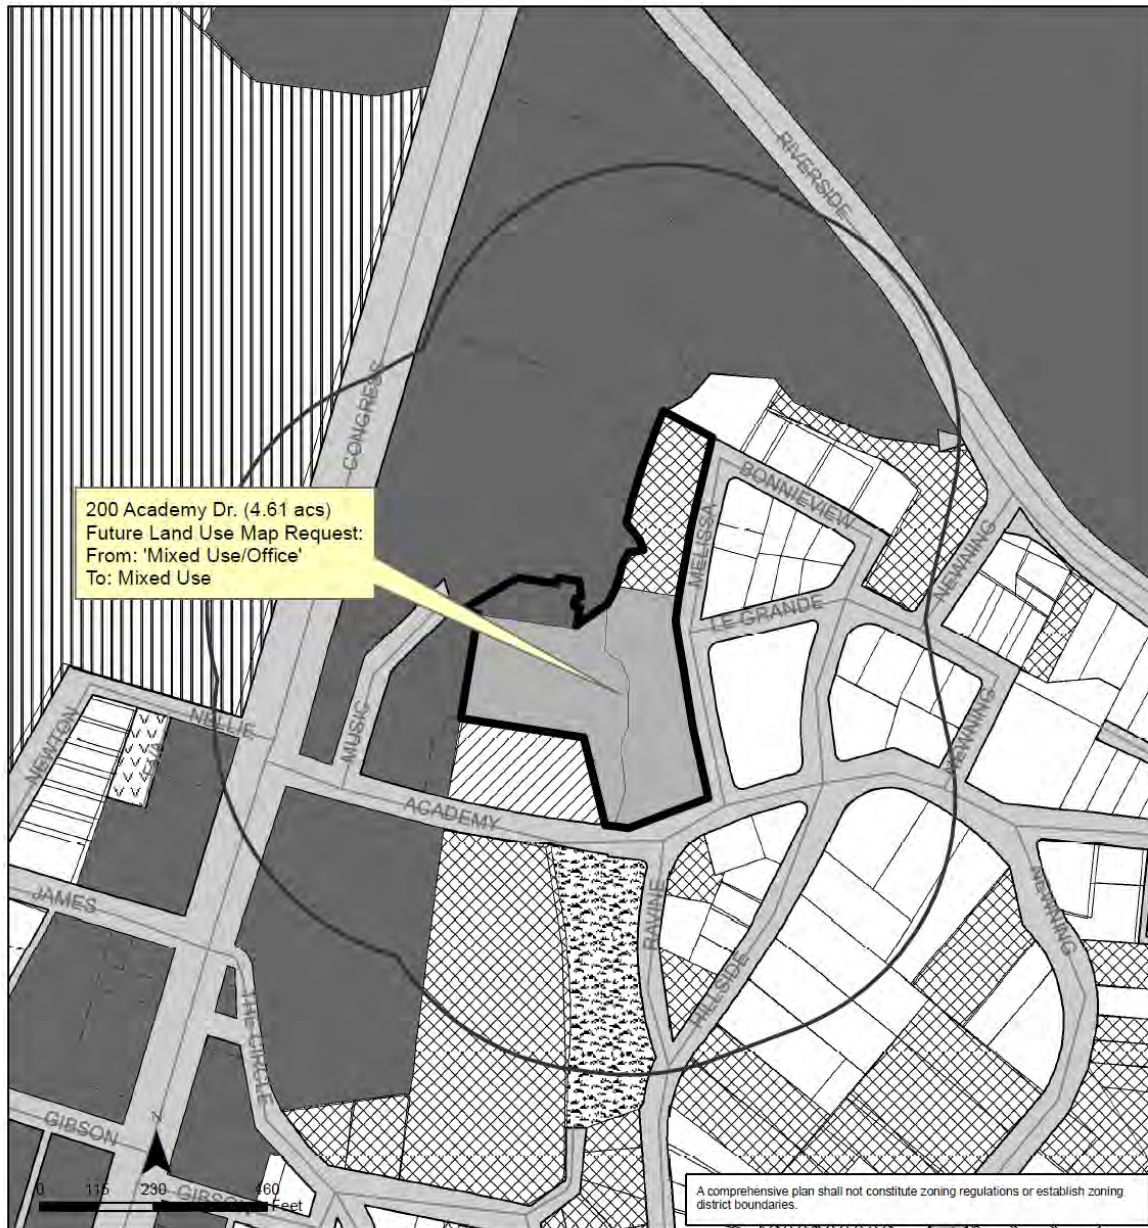 RIVERSIDE
CONGRESS
200 Academy Dr. (4.61 acs)
Future Land Use Map Request:
From: 'Mixed Use/Office'
To: Mixed Use
BONNIEVIEW
MELISSA
NEWNING
LE GRANDE
NEWTON
NELLIE
EVA
MUSIC
NEWNING
ACADEMY
JAMES
RAVINE
NEWNING
HILLSIDE
THE CIRCLE
GIBSON
GIBSON
0 115 230 460
Feet
A comprehensive plan shall not constitute zoning regulations or establish zoning
district boundaries.